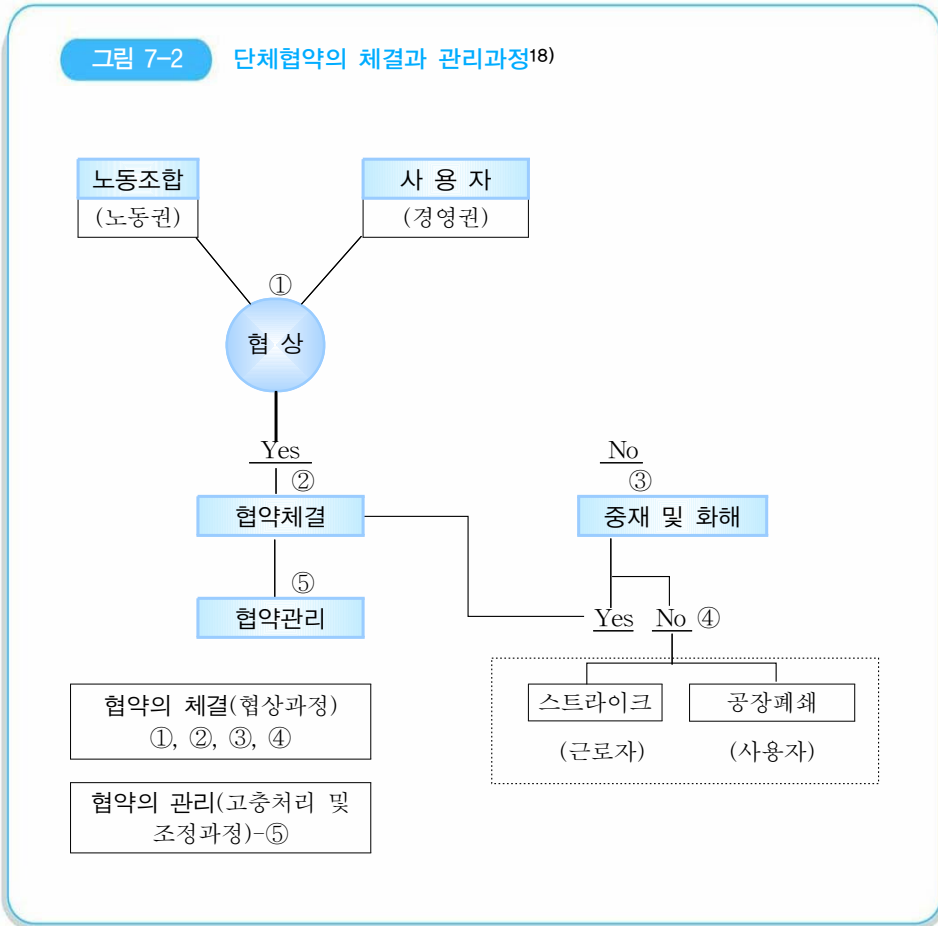 그림 7-2 단체협약의 체결과 관리과정18)
노동조합
(노동권)
사 용 자
(경영권)
①
협 상
Yes
②
협약체결
⑤
협약관리
No
③
중재 및 화해
Yes No ④
스트라이크
(근로자)
공장폐쇄
(사용자)
협약의 체결(협상과정)
①, ②, ③, ④
협약의 관리(고충처리 및
조정과정)-⑤